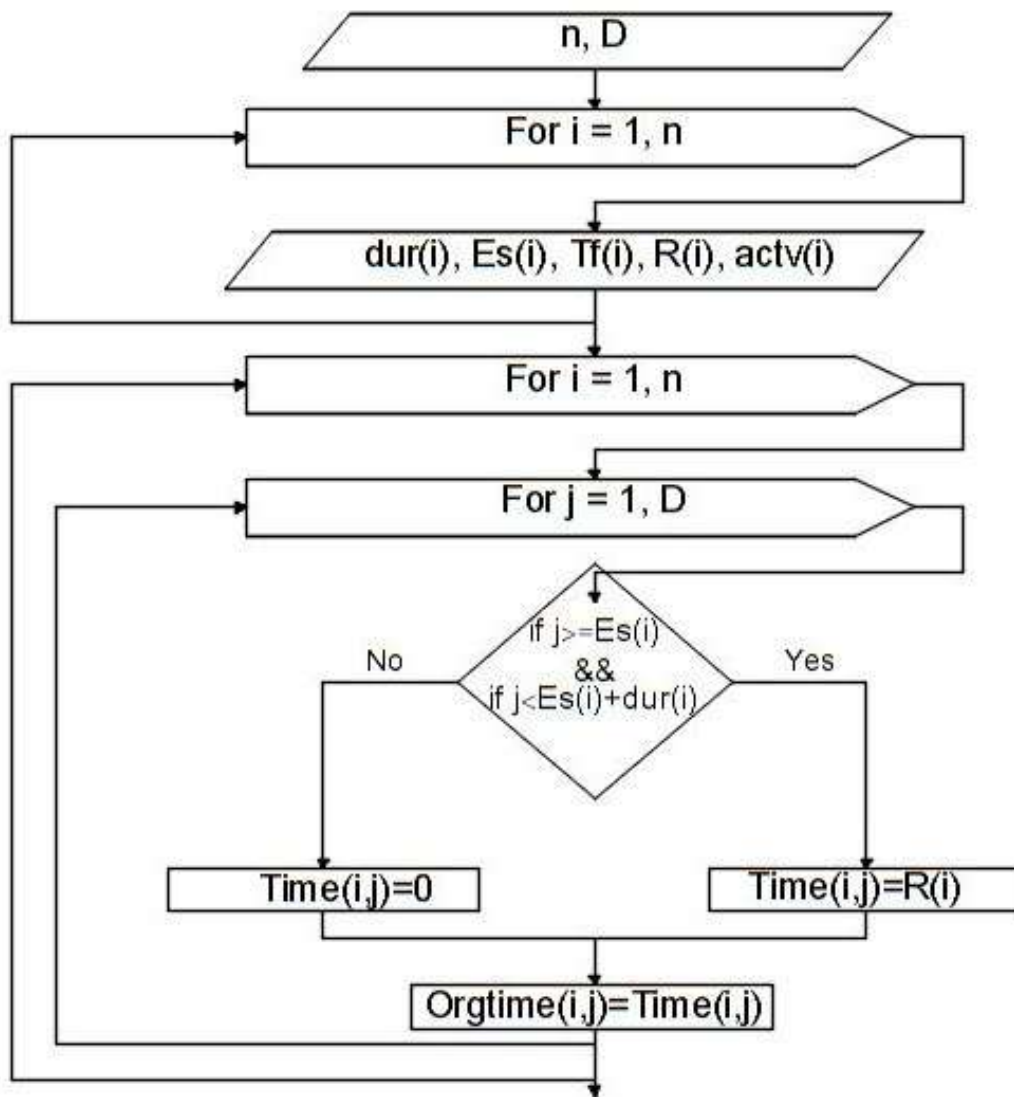 n, D
For i = 1, n
dur(i), Es(i), Tf(i), R(i), actv(i)
For i = 1, n
For j = 1, D
if j>=Es(i)
&&
if j<Es(i)+dur(i)
No
Yes
Time(i,j)=0
Time(i,j)=R(i)
Orgtime(i,j)=Time(i,j)